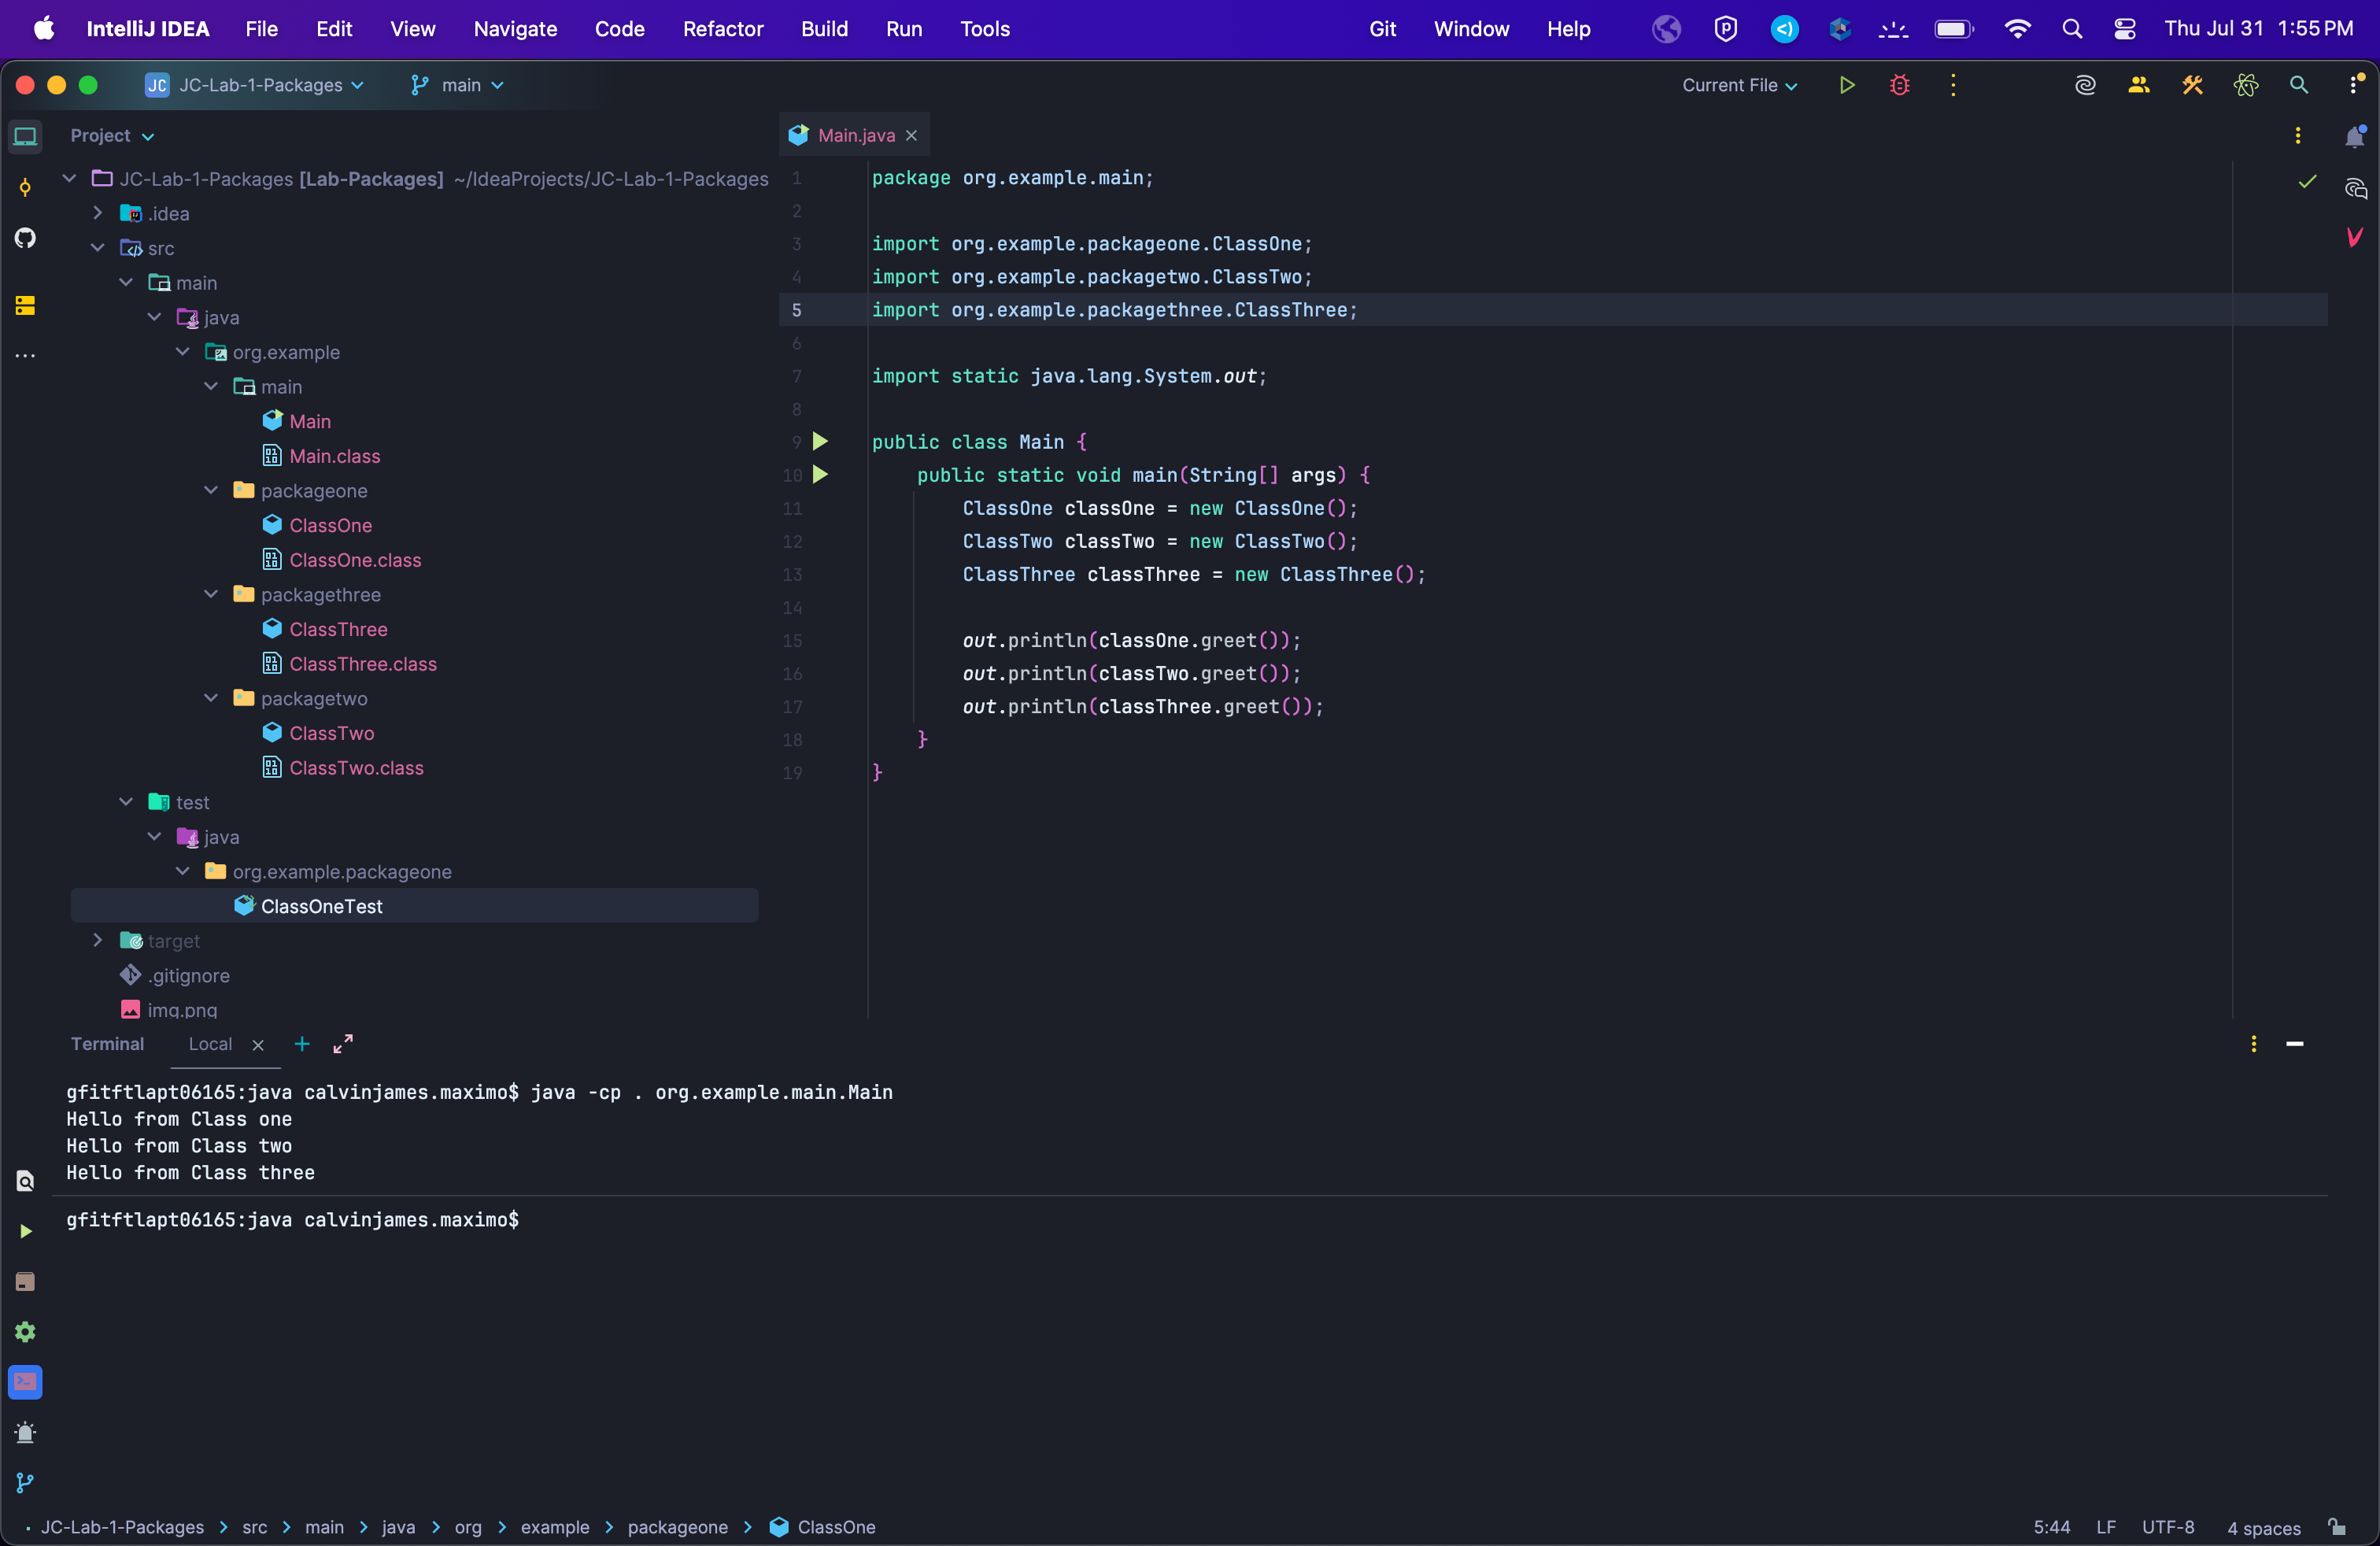 IntelliJ IDEA File Edit View Navigate Code Refactor Build Run Tools Git Window Help Thu Jul 31 1:55 PM
JC JC-Lab-1-Packages main Current File
Project
Main.java
JC-Lab-1-Packages [Lab-Packages] ~/IdeaProjects/JC-Lab-1-Packages
.idea
src
main
java
org.example
main
Main
Main.class
packageone
ClassOne
ClassOne.class
packagethree
ClassThree
ClassThree.class
packagetwo
ClassTwo
ClassTwo.class
test
java
org.example.packageone
ClassOneTest
target
.gitignore
img.png
1 package org.example.main;
2
3 import org.example.packageone.ClassOne;
4 import org.example.packagetwo.ClassTwo;
5 import org.example.packagethree.ClassThree;
6
7 import static java.lang.System.out;
8
9 public class Main {
10 public static void main(String[] args) {
11 ClassOne classOne = new ClassOne();
12 ClassTwo classTwo = new ClassTwo();
13 ClassThree classThree = new ClassThree();
14
15 out.println(classOne.greet());
16 out.println(classTwo.greet());
17 out.println(classThree.greet());
18 }
19 }
Terminal Local
gfitftlapt06165:java calvinjames.maximo$ java -cp . org.example.main.Main
Hello from Class one
Hello from Class two
Hello from Class three
gfitftlapt06165:java calvinjames.maximo$
JC-Lab-1-Packages > src > main > java > org > example > packageone > ClassOne 5:44 LF UTF-8 4 spaces